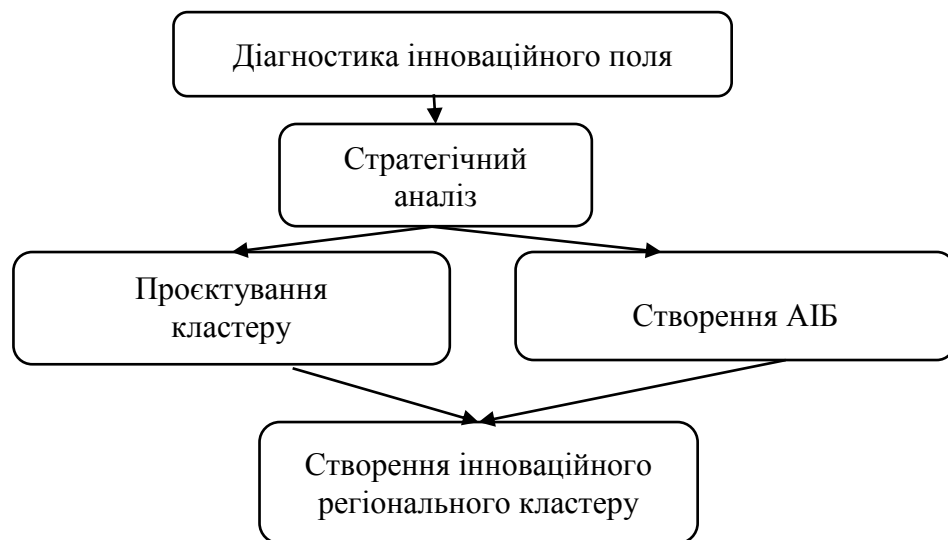 Діагностика інноваційного поля
Стратегічний
аналіз
Проєктування
кластеру
Створення АІБ
Створення інноваційного
регіонального кластеру